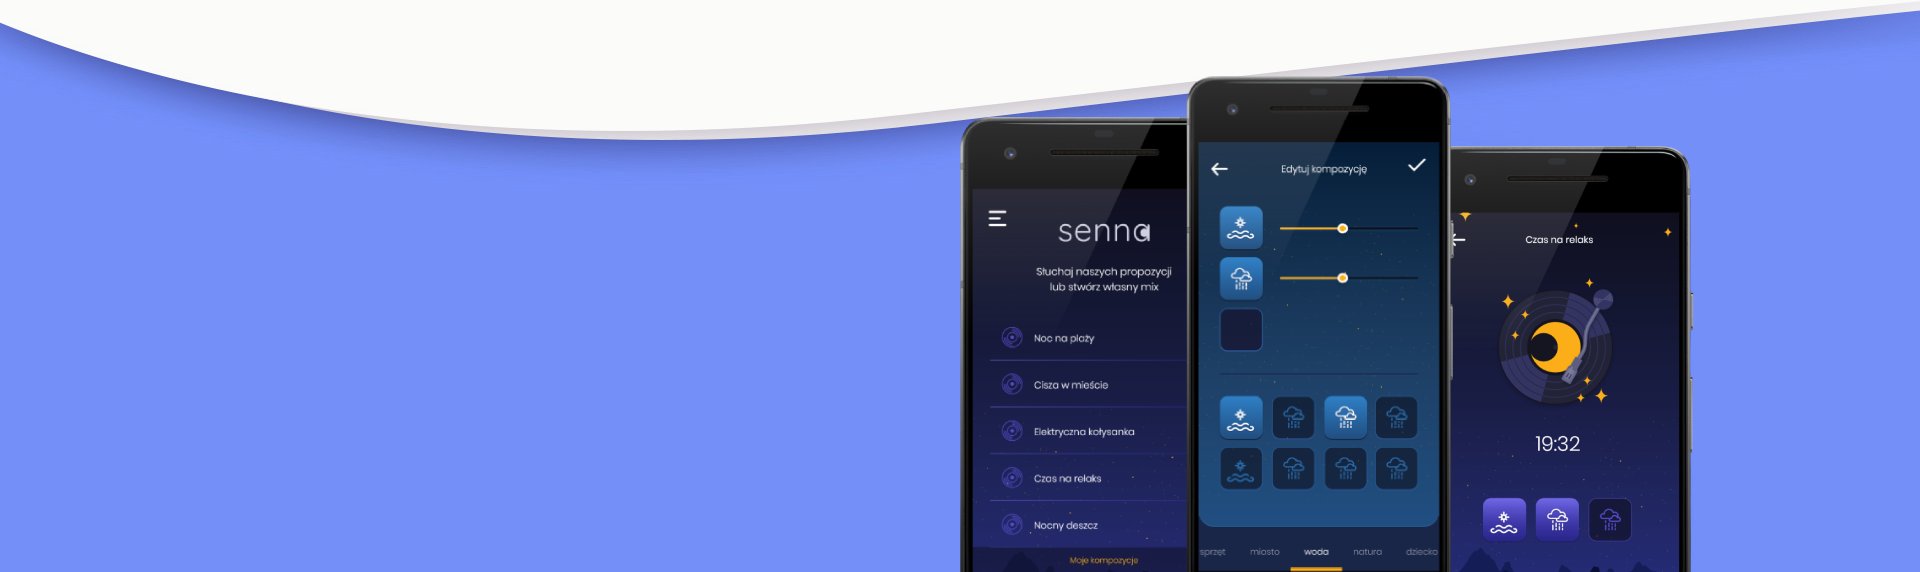 senna
Słuchaj naszych propozycji
lub stwórz własny mix
Noc na plaży
Cisza w mieście
Elektryczna kołysanka
Czas na relaks
Nocny deszcz
Moje kompozycje
Edytuj kompozycję
sprzęt miasto woda natura dziecko
Czas na relaks
19:32